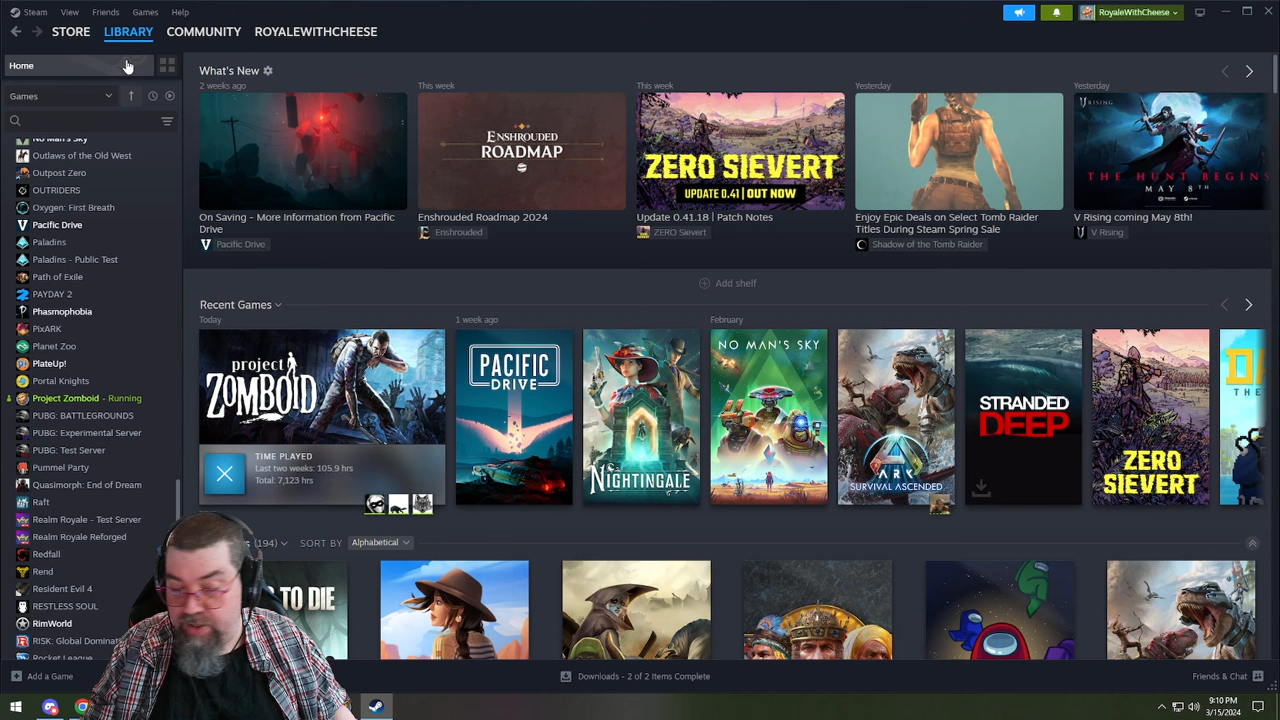 Steam View Friends Games Help
RoyaleWithCheese
STORE LIBRARY COMMUNITY ROYALEWITHCHEESE
Home
Games
No Man's Sky
Outlaws of the Old West
Outpost Zero
OUTRIDERS
Oxygen: First Breath
Pacific Drive
Paladins
Paladins - Public Test
Path of Exile
PAYDAY 2
Phasmophobia
PixARK
Planet Zoo
PlateUp!
Portal Knights
Project Zomboid - Running
PUBG: BATTLEGROUNDS
PUBG: Experimental Server
PUBG: Test Server
Pummel Party
Quasimorph: End of Dream
Raft
Realm Royale - Test Server
Realm Royale Reforged
Redfall
Rend
Resident Evil 4
RESTLESS SOUL
RimWorld
RISK: Global Dominat
Rocket League
Add a Game
What's New
2 weeks ago
On Saving - More Information from Pacific
Drive
Pacific Drive
This week
ENSHROUDED
ROADMAP
Enshrouded Roadmap 2024
Enshrouded
This week
ZERO SIEVERT
UPDATE 0.41 | OUT NOW
Update 0.41.18 | Patch Notes
ZERO Sievert
Yesterday
Enjoy Epic Deals on Select Tomb Raider
Titles During Steam Spring Sale
Shadow of the Tomb Raider
Yesterday
V RISING
THE HUNT BEGINS
MAY 8TH
V Rising coming May 8th!
V Rising
Add shelf
Recent Games
Today
project
ZOMBOID
TIME PLAYED
Last two weeks: 105.9 hrs
Total: 7,123 hrs
1 week ago
PACIFIC
DRIVE
NIGHTINGALE
February
NO MAN'S SKY
ARK
SURVIVAL ASCENDED
STRANDED
DEEP
ZERO
SIEVERT
THE
(194) SORT BY Alphabetical
TO DIE
Downloads - 2 of 2 Items Complete
Friends & Chat
9:10 PM
3/15/2024